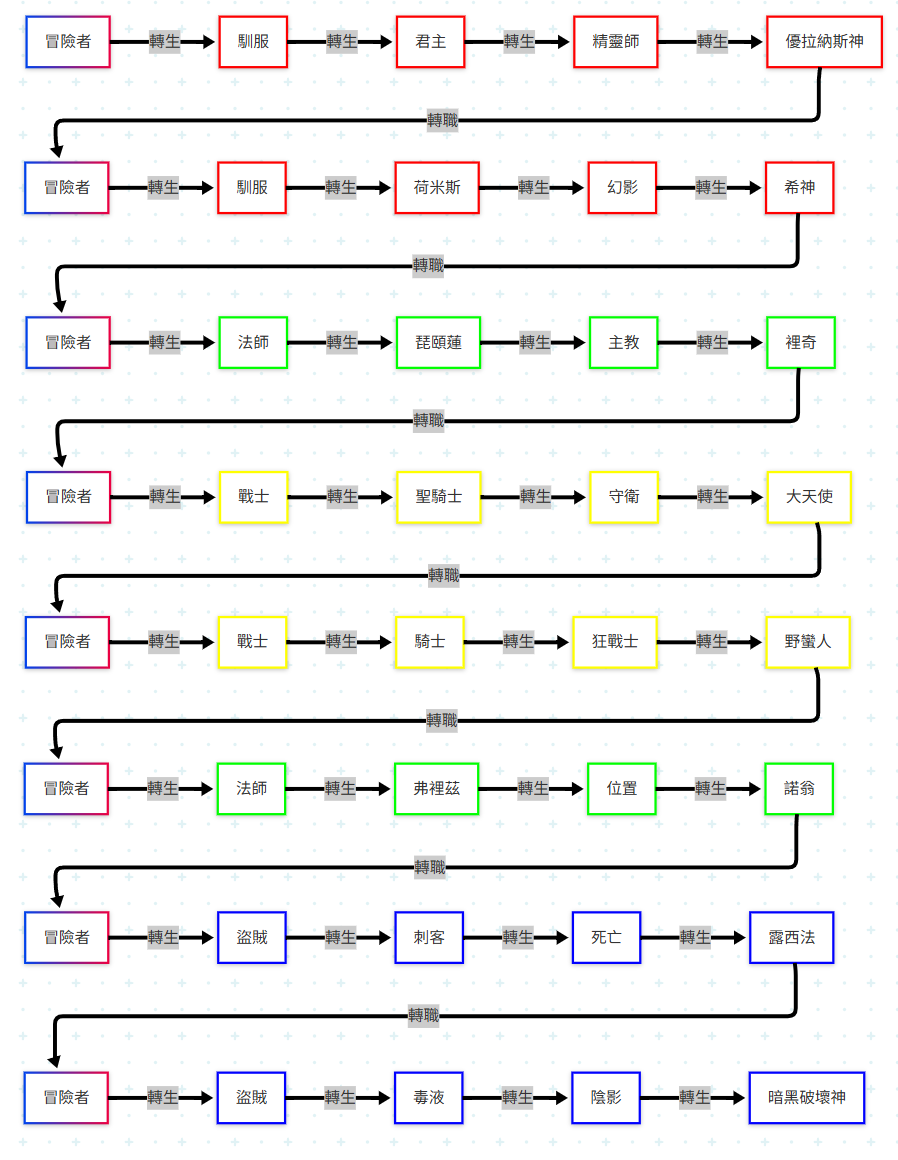 冒險者 轉生 馴服 轉生 君主 轉生 精靈師 轉生 優拉納斯神
轉職
冒險者 轉生 馴服 轉生 荷米斯 轉生 幻影 轉生 希神
轉職
冒險者 轉生 法師 轉生 琵頤蓮 轉生 主教 轉生 裡奇
轉職
冒險者 轉生 戰士 轉生 聖騎士 轉生 守衛 轉生 大天使
轉職
冒險者 轉生 戰士 轉生 騎士 轉生 狂戰士 轉生 野蠻人
轉職
冒險者 轉生 法師 轉生 弗裡茲 轉生 位置 轉生 諾翁
轉職
冒險者 轉生 盜賊 轉生 刺客 轉生 死亡 轉生 露西法
轉職
冒險者 轉生 盜賊 轉生 毒液 轉生 陰影 轉生 暗黑破壞神